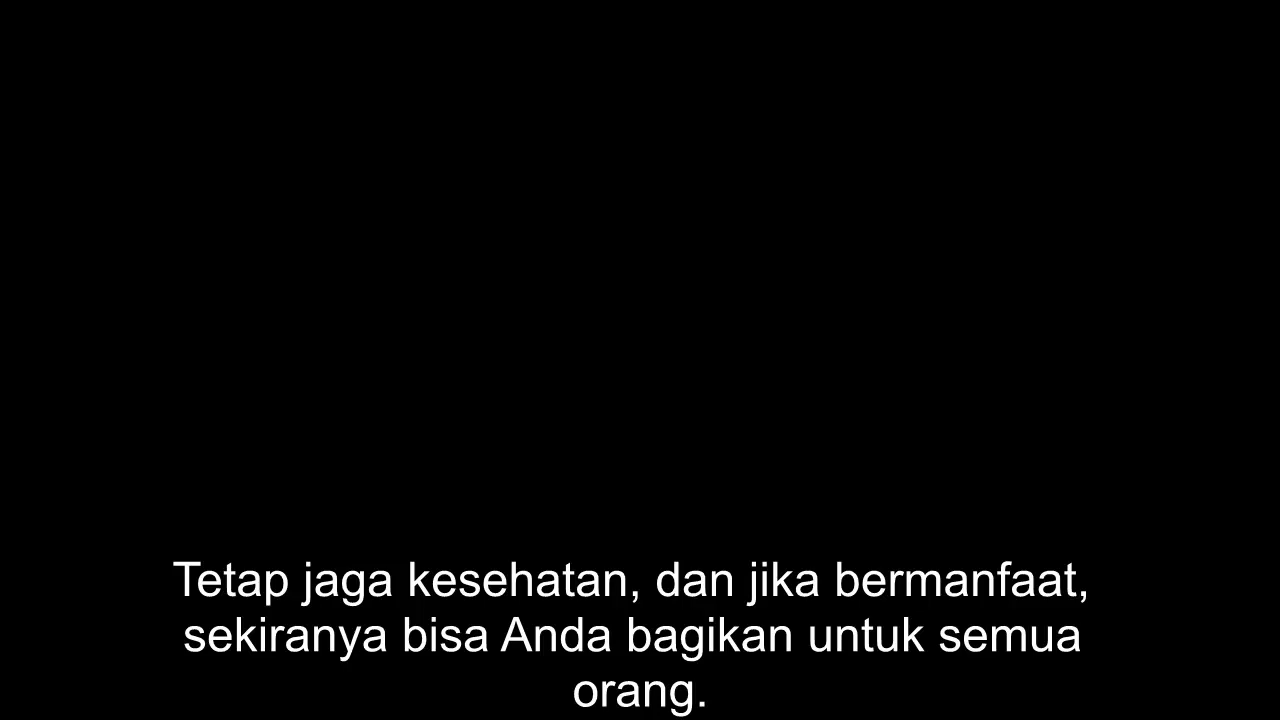 Tetap jaga kesehatan, dan jika bermanfaat,
sekiranya bisa Anda bagikan untuk semua
orang.